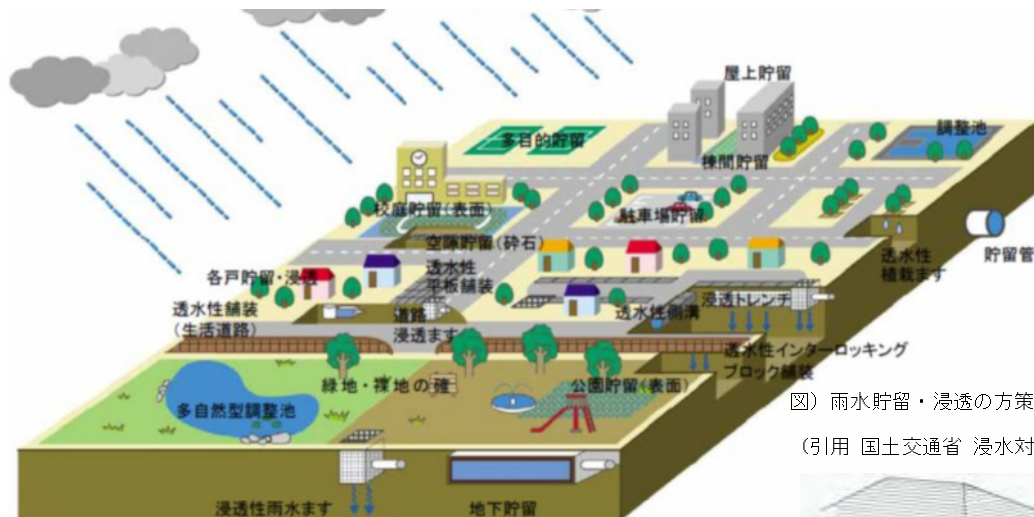 屋上貯留
多目的貯留
調整池
棟間貯留
校庭貯留(表面)
駐車場貯留
空隙貯留(砕石)
透水性
植栽ます
貯留管
各戸貯留・浸透
透水性
平板舗装
浸透トレンチ
透水性舗装
(生活道路)
道路
浸透ます
透水性側溝
透水性インターロッキング
ブロック舗装
緑地・裸地の確
公園貯留(表面)
多自然型調整池
図) 雨水貯留・浸透の方策
(引用 国土交通省 浸水対
浸透性雨水ます
地下貯留